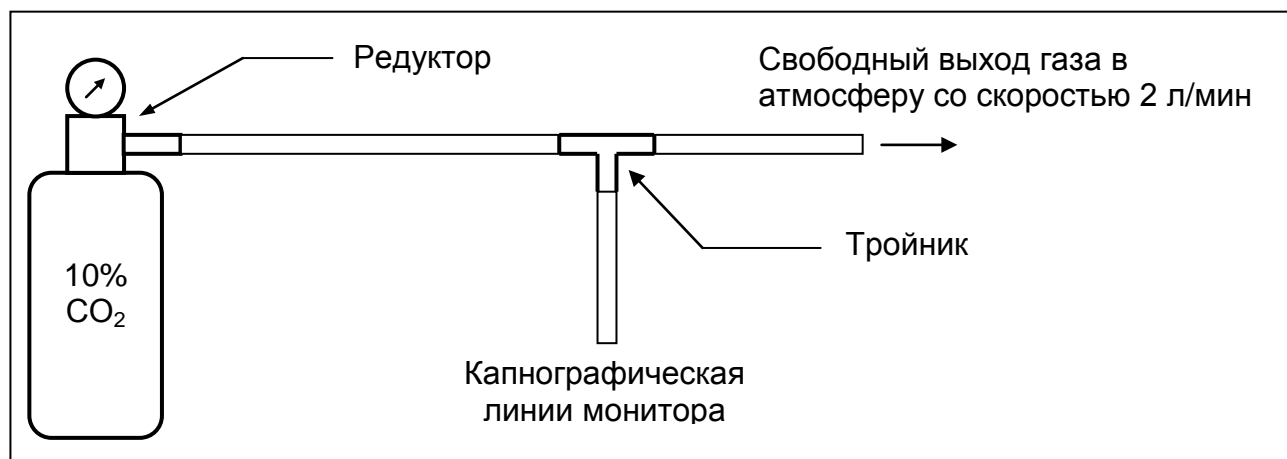 Редуктор
Свободный выход газа в
атмосферу со скоростью 2 л/мин
Тройник
10%
CO₂
Капнографическая
линии монитора